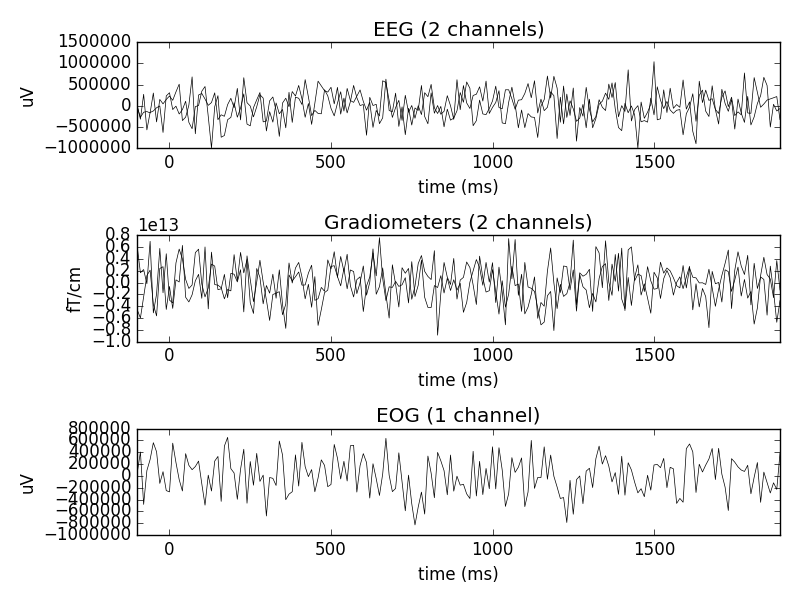 EEG (2 channels)
1500000
1000000
500000
0
−500000
−1000000
uV
0 500 1000 1500
time (ms)
1e13 Gradiometers (2 channels)
0.8
0.6
0.4
0.2
−0.0
−0.2
−0.4
−0.6
−0.8
−1.0
fT/cm
0 500 1000 1500
time (ms)
EOG (1 channel)
800000
600000
400000
200000
0
−200000
−400000
−600000
−800000
−1000000
uV
0 500 1000 1500
time (ms)